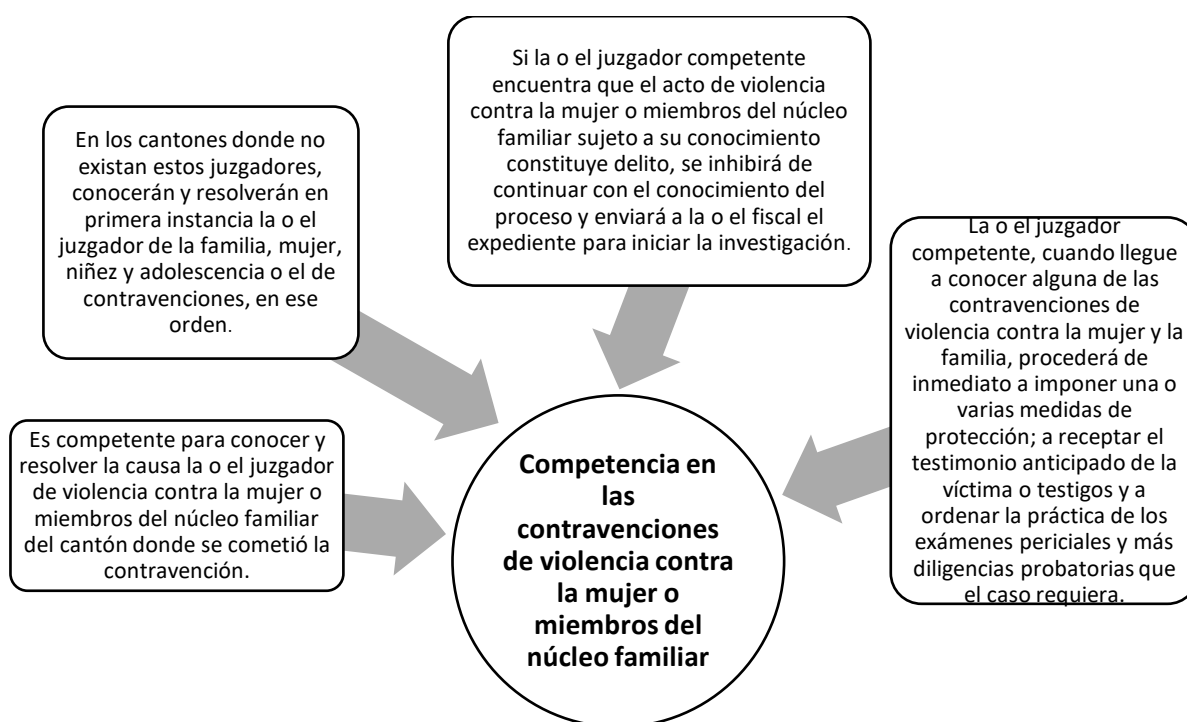 Si la o el juzgador competente
encuentra que el acto de violencia
contra la mujer o miembros del núcleo
familiar sujeto a su conocimiento
constituye delito, se inhibirá de
continuar con el conocimiento del
proceso y enviará a la o el fiscal el
expediente para iniciar la investigación.
En los cantones donde no
existan estos juzgadores,
conocerán y resolverán en
primera instancia la o el
juzgador de la familia, mujer,
niñez y adolescencia o el de
contravenciones, en ese
orden.
La o el juzgador
competente, cuando llegue
a conocer alguna de las
contravenciones de
violencia contra la mujer y la
familia, procederá de
inmediato a imponer una o
varias medidas de
protección; a receptar el
testimonio anticipado de la
víctima o testigos y a
ordenar la práctica de los
exámenes periciales y más
diligencias probatorias que
el caso requiera.
Es competente para conocer y
resolver la causa la o el juzgador
de violencia contra la mujer o
miembros del núcleo familiar
del cantón donde se cometió la
contravención.
Competencia en
las
contravenciones
de violencia contra
la mujer o
miembros del
núcleo familiar